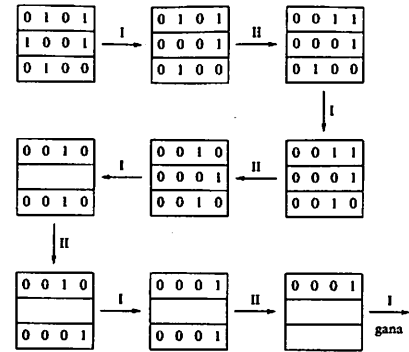 0 1 0 1 I 0 1 0 1 II 0 0 1 1
1 0 0 1 0 0 0 1 0 0 0 1
0 1 0 0 0 1 0 0 0 1 0 0
I
0 0 1 0 I 0 0 1 0 II 0 0 1 1
0 0 0 1 0 0 0 1
0 0 1 0 0 0 1 0 0 0 1 0
II
0 0 1 0 I 0 0 0 1 II 0 0 0 1 I
gana
0 0 0 1 0 0 0 1